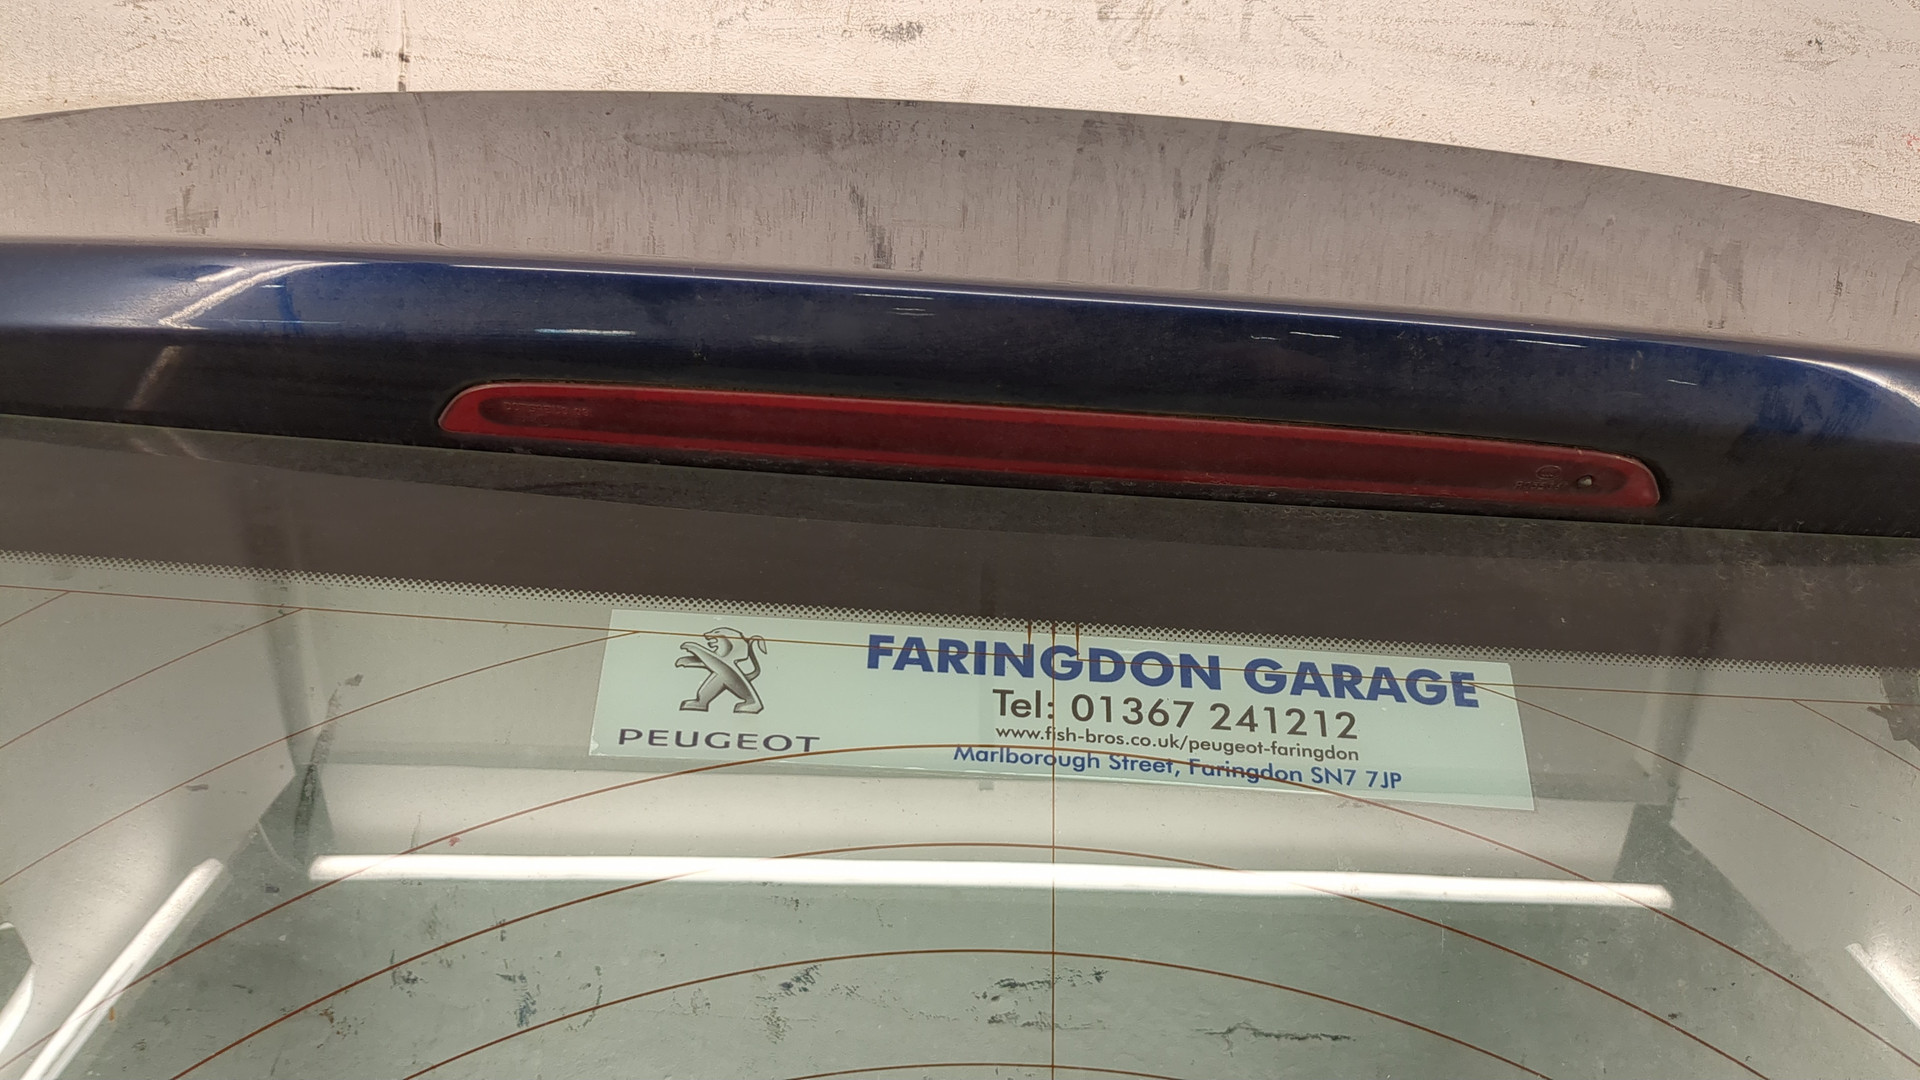 FARINGDON GARAGE
Tel: 01367 241212
www.fish-bros.co.uk/peugeot-faringdon
Marlborough Street, Faringdon SN7 7JP
PEUGEOT